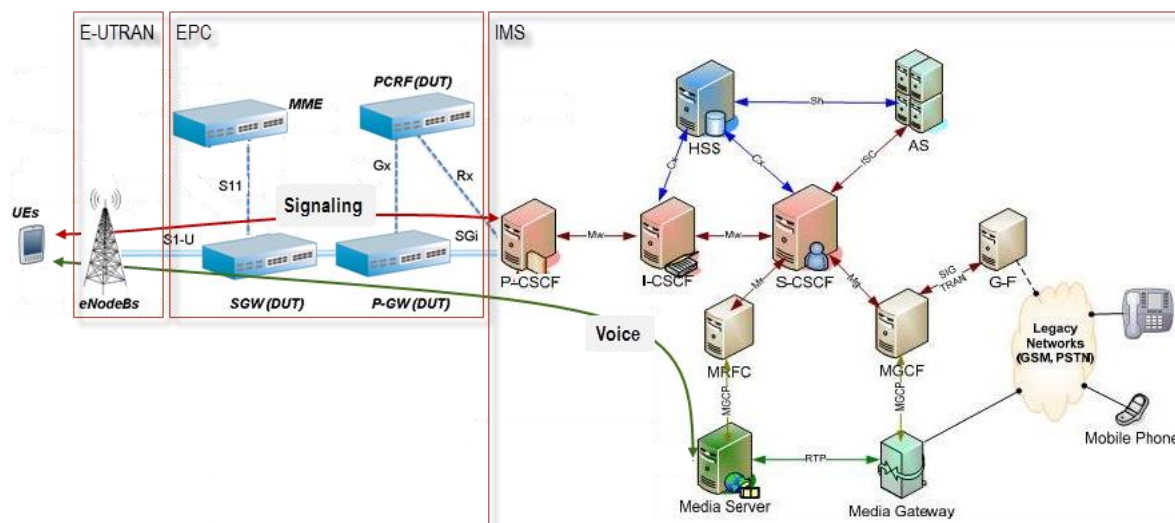 E-UTRAN
EPC
IMS
PCRF (DUT)
MME
HSS
Sh
AS
Cx
Cx
ISC
S11
Gx
Rx
Signaling
UEs
S1-U
SGi
eNodeBs
SGW (DUT)
P-GW (DUT)
P-CSCF
Mw
I-CSCF
Mw
S-CSCF
SIG
TRAN
G-F
Mr
Mg
Voice
MRFC
MGCF
Legacy
Networks
(GSM, PSTN)
MGCP
MGCP
Mobile Phone
RTP
Media Server
Media Gateway